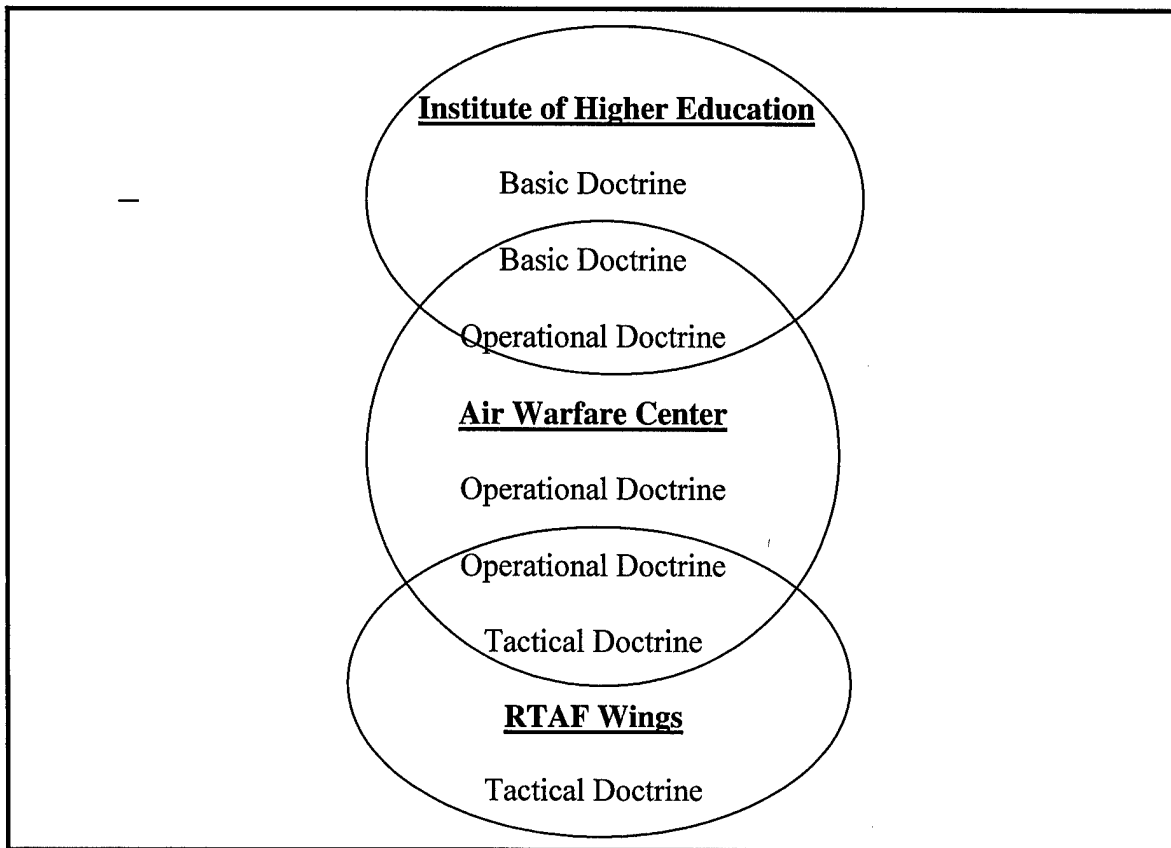 Institute of Higher Education
Basic Doctrine
Basic Doctrine
Operational Doctrine
Air Warfare Center
Operational Doctrine
Operational Doctrine
Tactical Doctrine
RTAF Wings
Tactical Doctrine